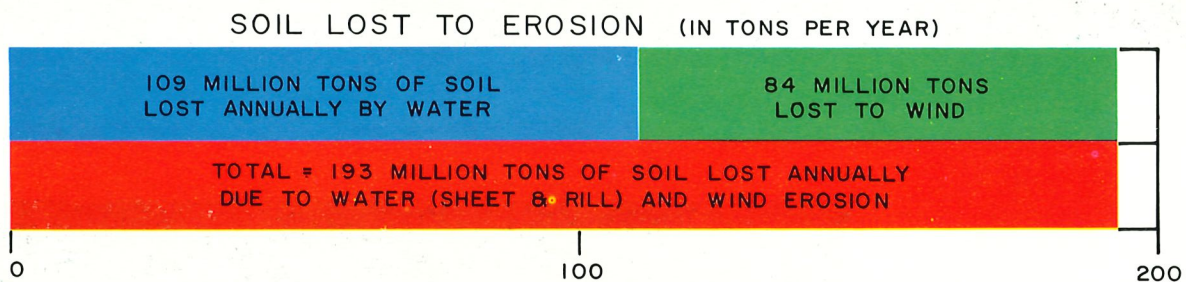 SOIL LOST TO EROSION (IN TONS PER YEAR)
109 MILLION TONS OF SOIL
LOST ANNUALLY BY WATER
84 MILLION TONS
LOST TO WIND
TOTAL = 193 MILLION TONS OF SOIL LOST ANNUALLY
DUE TO WATER (SHEET & RILL) AND WIND EROSION
0 100 200